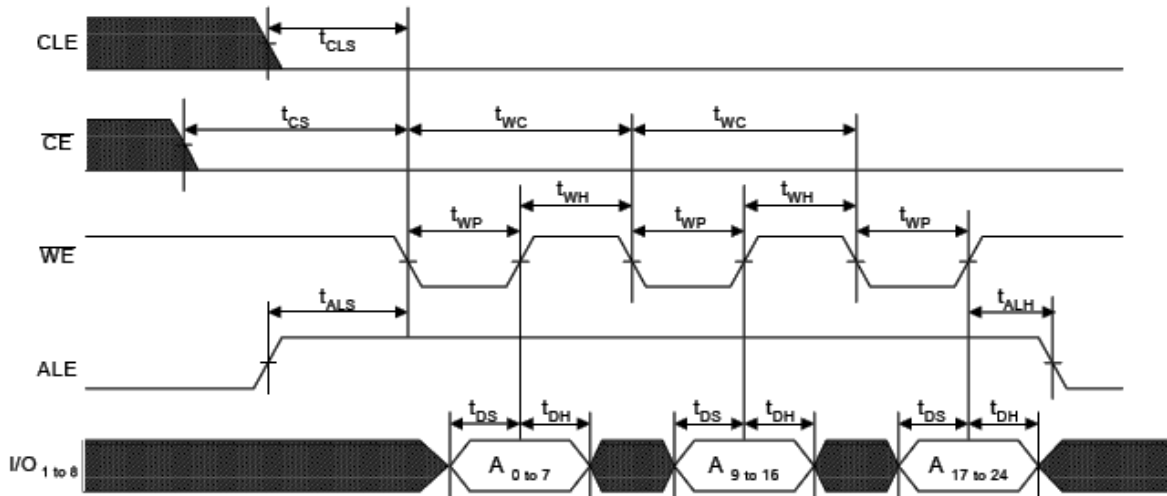 CLE
tCLS
CE
tCS
tWC
tWC
WE
tWP
tWH
tWP
tWH
tWP
ALE
tALS
tALH
I/O 1 to 8
tDS
tDH
tDS
tDH
tDS
tDH
A 0 to 7
A 9 to 16
A 17 to 24